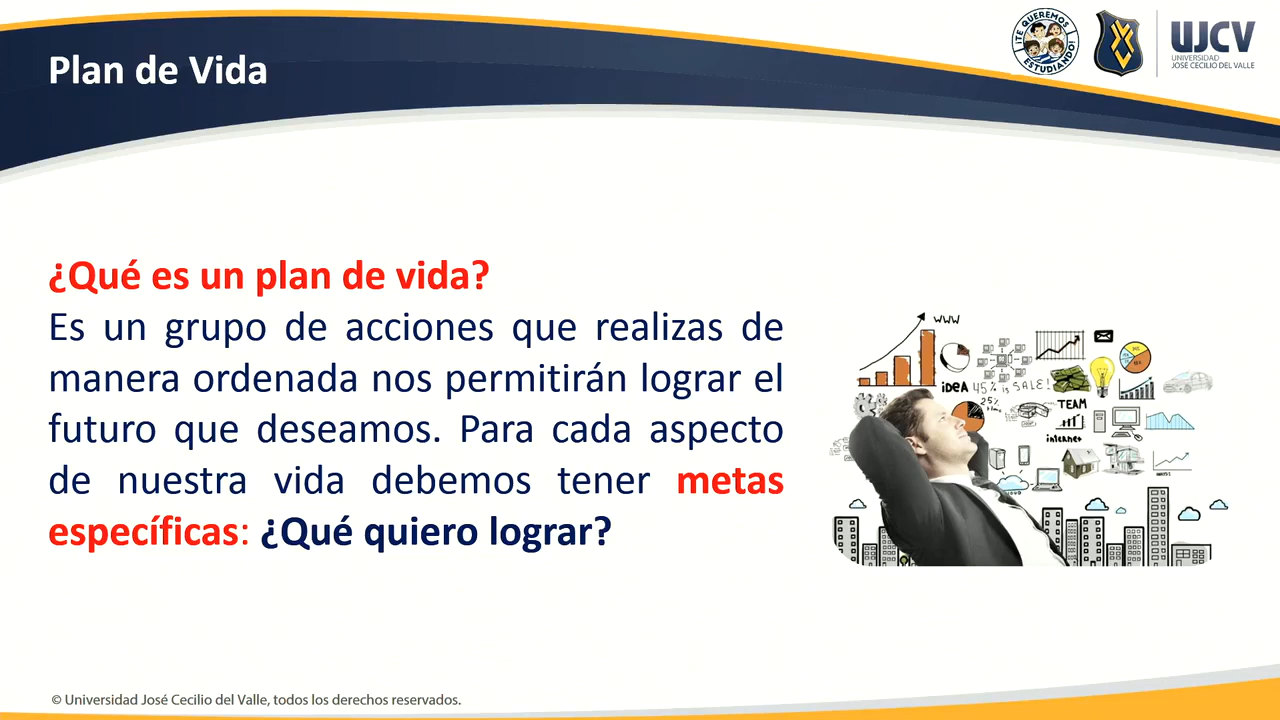 Plan de Vida
¡TE QUEREMOS
ESTUDIANDO!
UJCV
UNIVERSIDAD
JOSÉ CECILIO DEL VALLE
¿Qué es un plan de vida?
Es un grupo de acciones que realizas de
manera ordenada nos permitirán lograr el
futuro que deseamos. Para cada aspecto
de nuestra vida debemos tener metas
específicas: ¿Qué quiero lograr?
WWW
iDEA 45% is SALE!
25%
TEAM
internet
CLOUD
© Universidad José Cecilio del Valle, todos los derechos reservados.